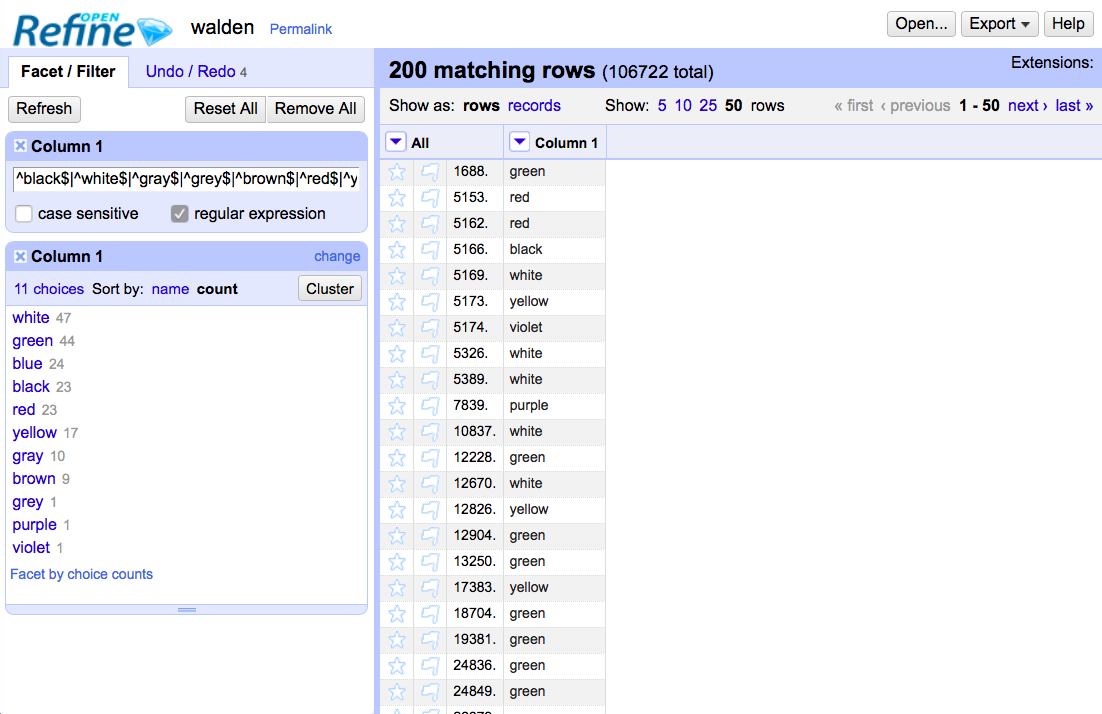 OPEN
Refine walden Permalink Open... Export Help
Facet / Filter Undo / Redo 4
Refresh Reset All Remove All
Column 1
^black$|^white$|^gray$|^grey$|^brown$|^red$|^y
case sensitive regular expression
Column 1 change
11 choices Sort by: name count Cluster
white 47
green 44
blue 24
black 23
red 23
yellow 17
gray 10
brown 9
grey 1
purple 1
violet 1
Facet by choice counts
200 matching rows (106722 total) Extensions:
Show as: rows records Show: 5 10 25 50 rows « first ‹ previous 1 - 50 next › last »
All Column 1
1688. green
5153. red
5162. red
5166. black
5169. white
5173. yellow
5174. violet
5326. white
5389. white
7839. purple
10837. white
12228. green
12670. white
12826. yellow
12904. green
13250. green
17383. yellow
18704. green
19381. green
24836. green
24849. green